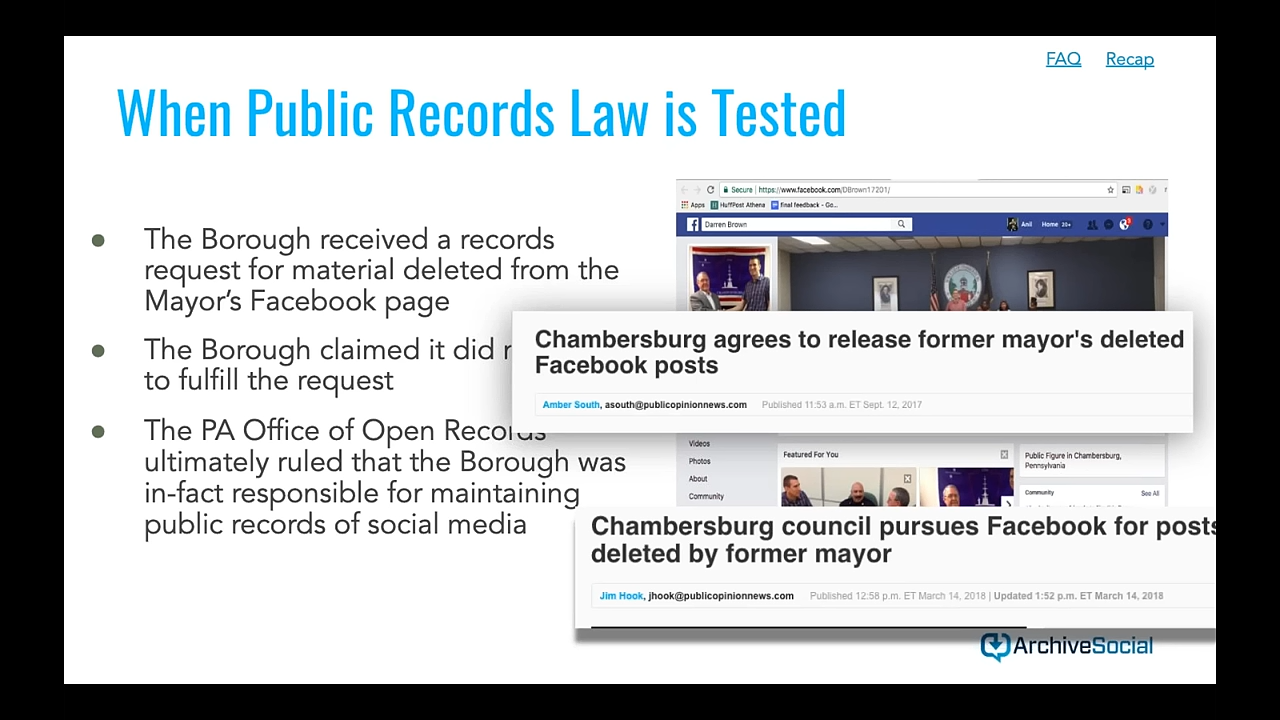 FAQ Recap
When Public Records Law is Tested
The Borough received a records
request for material deleted from the
Mayor's Facebook page
The Borough claimed it did
to fulfill the request
The PA Office of Open Records
ultimately ruled that the Borough was
in-fact responsible for maintaining
public records of social media
Secure https://www.facebook.com/DBrown17201/
Apps HuffPost Athena final feedback - Go...
Darren Brown
Anil Home 20+
Chambersburg agrees to release former mayor's deleted
Facebook posts
Amber South, asouth@publicopinionnews.com Published 11:53 a.m. ET Sept. 12, 2017
Videos
Photos
About
Community
Featured For You
Public Figure in Chambersburg,
Pennsylvania
Community See All
Chambersburg council pursues Facebook for posts
deleted by former mayor
Jim Hook, jhook@publicopinionnews.com Published 12:58 p.m. ET March 14, 2018 | Updated 1:52 p.m. ET March 14, 2018
ArchiveSocial